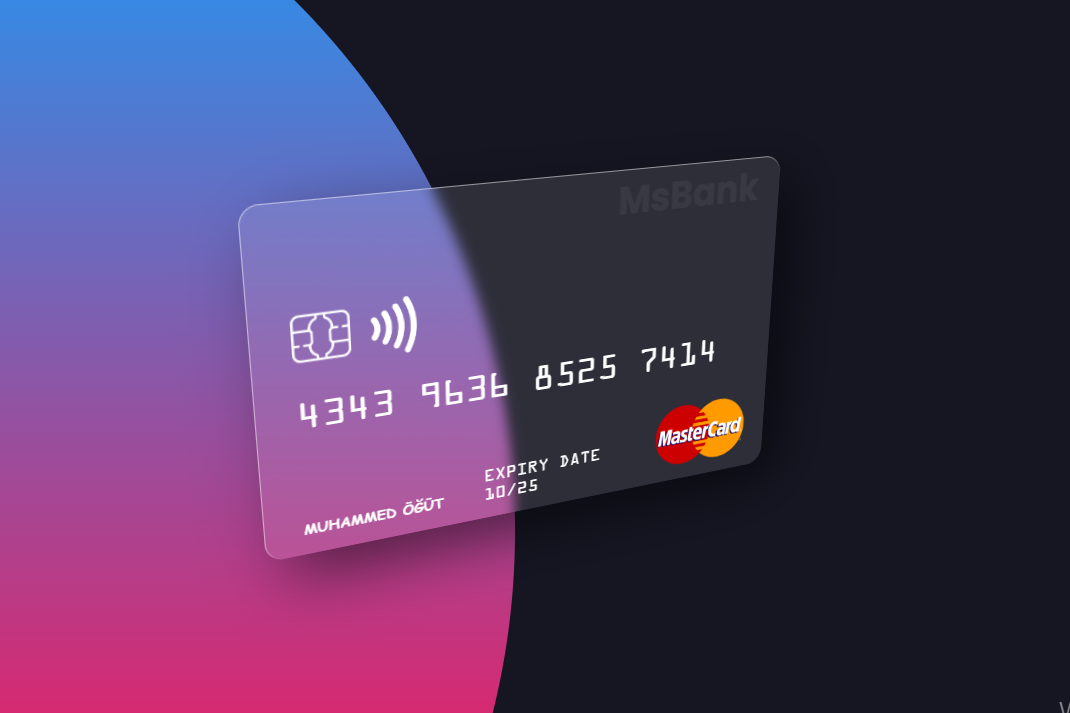 MsBank
4343 9636 8525 7414
MasterCard
EXPIRY DATE
10/25
MUHAMMED ÖĞÜT